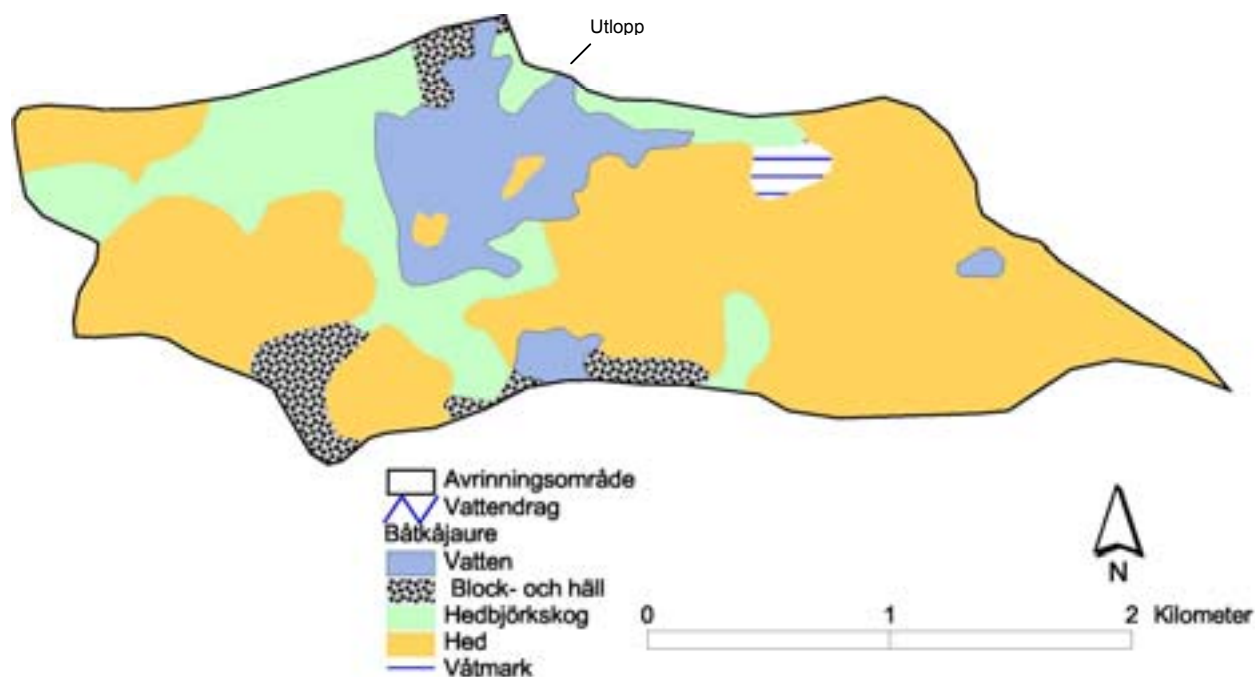 Utlopp
Avrinningsområde
Vattendrag
Båtkåjaure
Vatten
Block- och häll
Hedbjörkskog
Hed
Våtmark
N
0 1 2 Kilometer